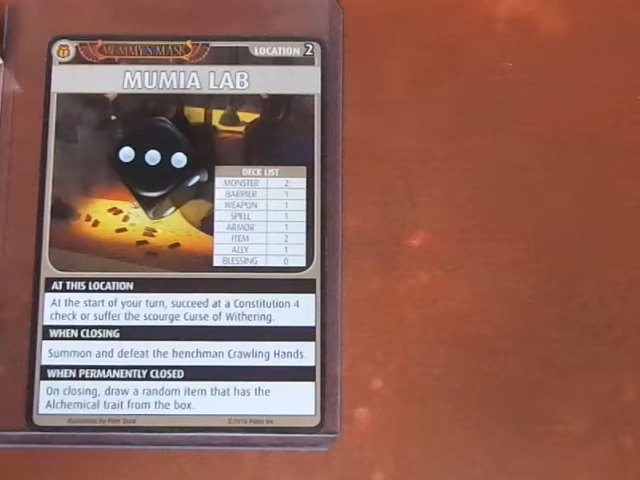 MUMMY'S MASK
LOCATION 2
MUMIA LAB
DECK LIST
MONSTER 2
BARRIER 1
WEAPON 1
SPELL 1
ARMOR 1
ITEM 2
ALLY 1
BLESSING 0
AT THIS LOCATION
At the start of your turn, succeed at a Constitution 4
check or suffer the scourge Curse of Withering.
WHEN CLOSING
Summon and defeat the henchman Crawling Hands.
WHEN PERMANENTLY CLOSED
On closing, draw a random item that has the
Alchemical trait from the box.
Illustration by